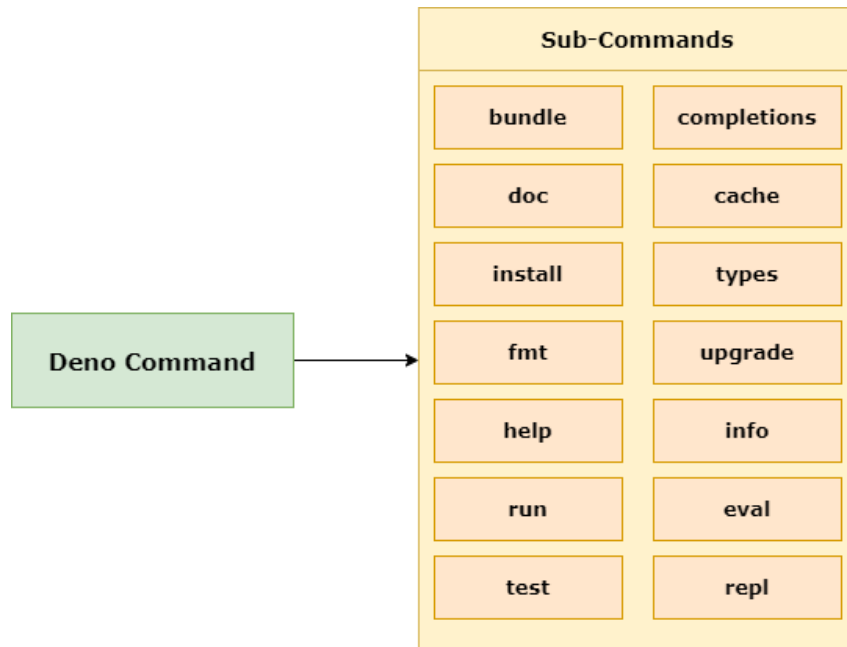 Sub-Commands
bundle
completions
doc
cache
install
types
Deno Command
fmt
upgrade
help
info
run
eval
test
repl